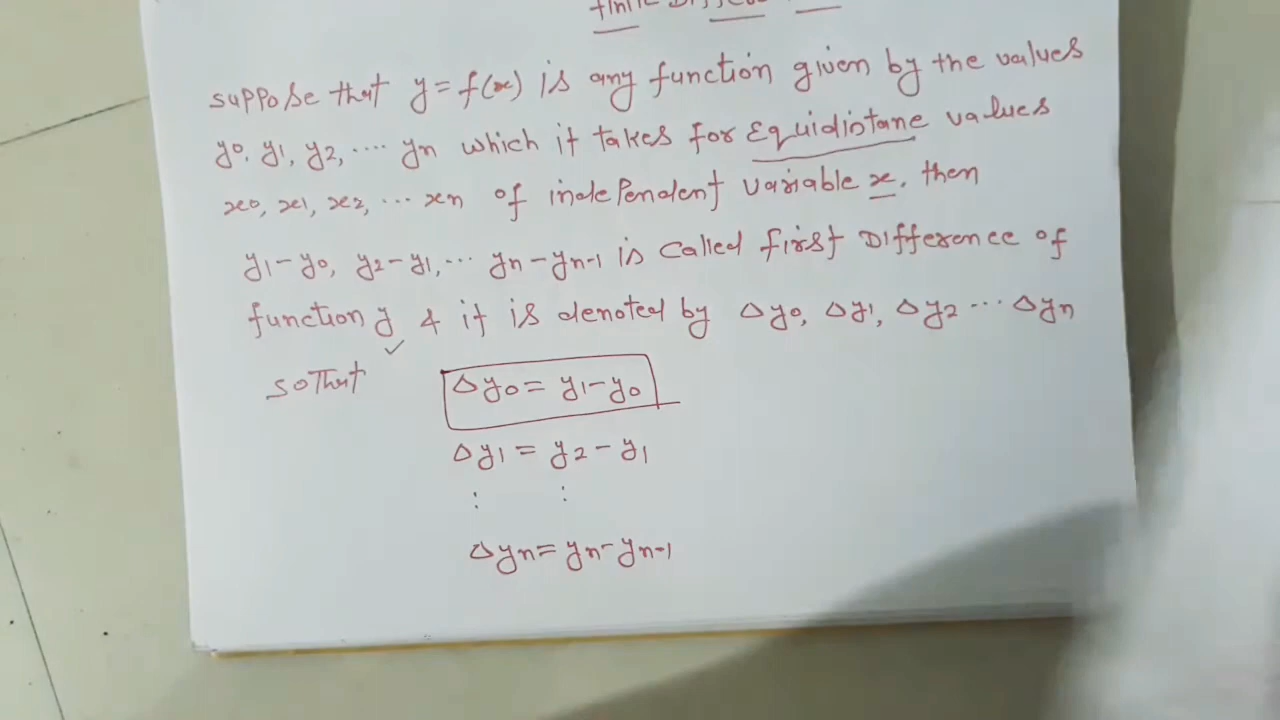 suppose that y=f(x) is any function given by the values
y0, y1, y2, .... yn which it takes for Equidistane values
x0, x1, x2, ... xn of independent variable x, then
y1-y0, y2-y1, ... yn-yn-1 is called first Difference of
function y & it is denoted by Δy0, Δy1, Δy2 ... Δyn
so That Δy0= y1-y0
Δy1 = y2-y1
: :
Δyn= yn-yn-1